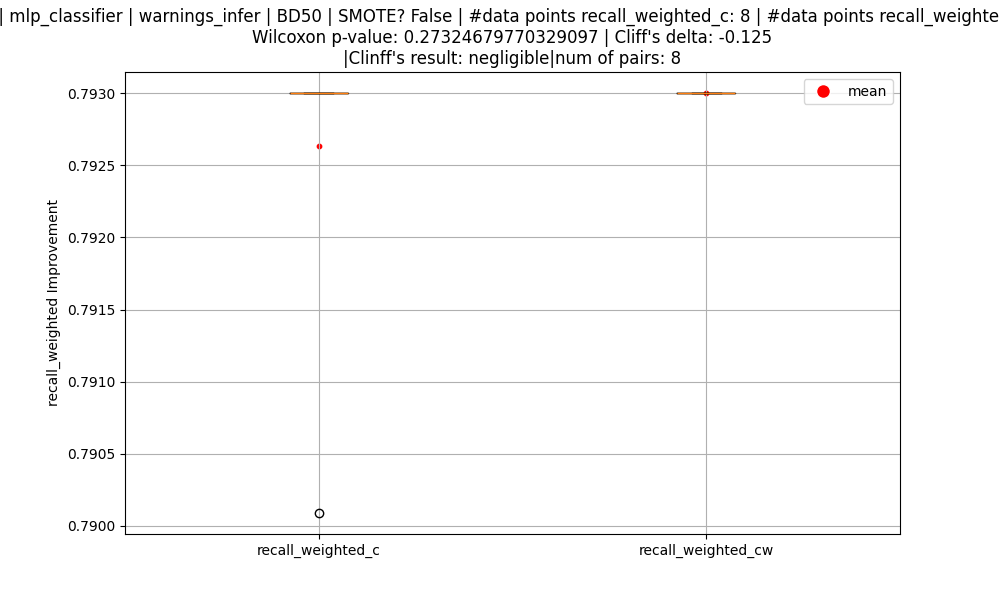 | mlp_classifier | warnings_infer | BD50 | SMOTE? False | #data points recall_weighted_c: 8 | #data points recall_weighte
Wilcoxon p-value: 0.27324679770329097 | Cliff's delta: -0.125
|Clinff's result: negligible|num of pairs: 8
mean
0.7930
0.7925
0.7920
0.7915
0.7910
0.7905
0.7900
recall_weighted Improvement
recall_weighted_c
recall_weighted_cw